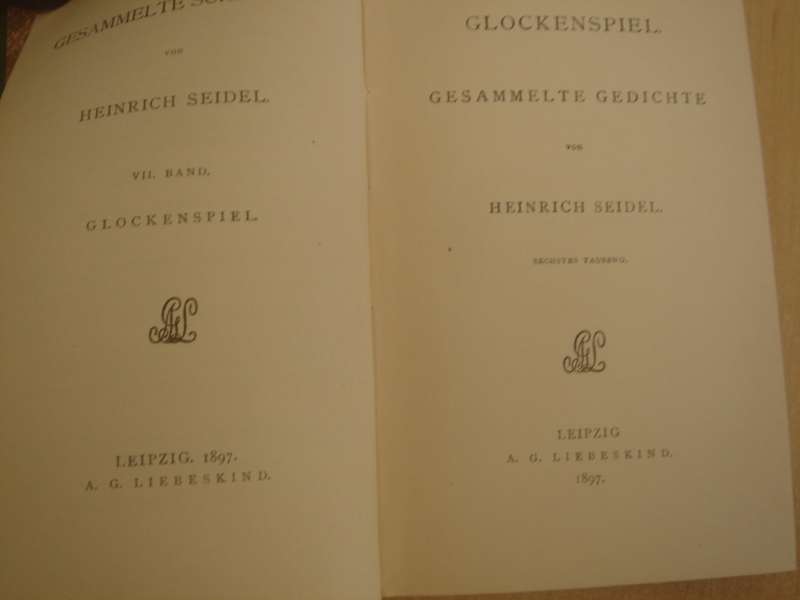 GESAMMELTE
VON
HEINRICH SEIDEL.
VII. BAND.
GLOCKENSPIEL.
LEIPZIG. 1897.
A. G. LIEBESKIND.
GLOCKENSPIEL.
GESAMMELTE GEDICHTE
VON
HEINRICH SEIDEL.
SECHSTES TAUSEND.
LEIPZIG
A. G. LIEBESKIND.
1897.